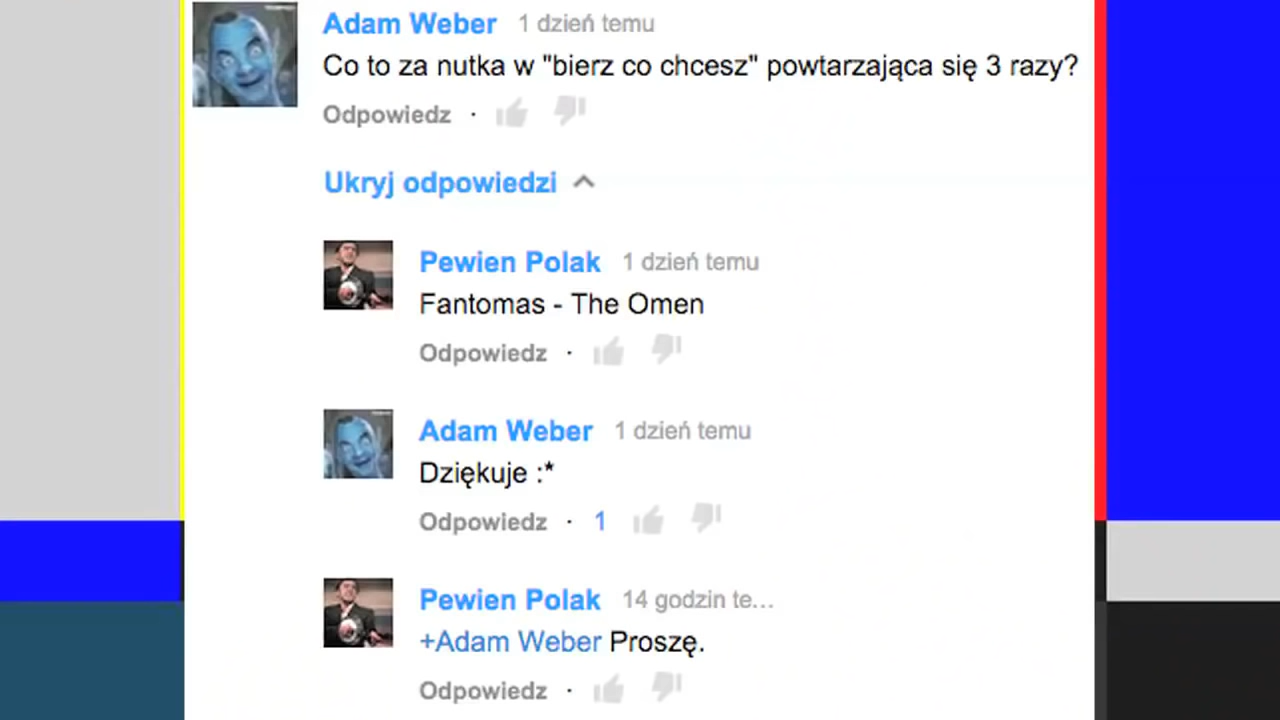 Adam Weber 1 dzień temu
Co to za nutka w "bierz co chcesz" powtarzająca się 3 razy?
Odpowiedz ·
Ukryj odpowiedzi
Pewien Polak 1 dzień temu
Fantomas - The Omen
Odpowiedz ·
Adam Weber 1 dzień temu
Dziękuje :*
Odpowiedz · 1
Pewien Polak 14 godzin te...
+Adam Weber Proszę.
Odpowiedz ·